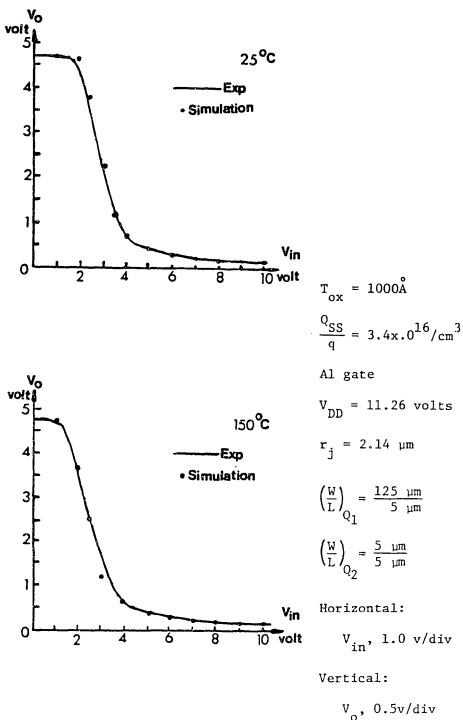 V_o
volt
25°C
5
Exp
• Simulation
4
3
2
1
V_in
volt
0
2
4
6
8
10
T_ox = 1000Å
Q_SS/q = 3.4x.0^16/cm^3
Al gate
V_DD = 11.26 volts
r_j = 2.14 µm
(W/L)_Q1 = 125 µm/5 µm
(W/L)_Q2 = 5 µm/5 µm
Horizontal:
V_in, 1.0 v/div
Vertical:
V_o, 0.5v/div
V_o
volt
150°C
5
Exp
• Simulation
4
3
2
1
V_in
volt
0
2
4
6
8
10